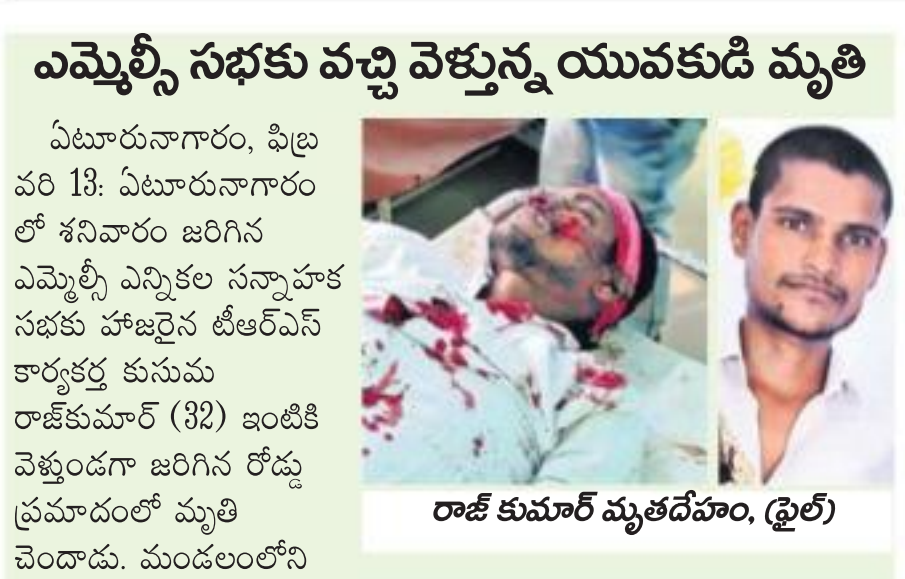 ఎమ్మెల్సీ సభకు వచ్చి వెళ్తున్న యువకుడి మృతి
ఏటూరునాగారం, ఫిబ్ర
వరి 13: ఏటూరునాగారం
లో శనివారం జరిగిన
ఎమ్మెల్సీ ఎన్నికల సన్నాహక
సభకు హాజరైన టీఆర్ఎస్
కార్యకర్త కుసుమ
రాజ్‌కుమార్ (32) ఇంటికి
వెళ్తుండగా జరిగిన రోడ్డు
ప్రమాదంలో మృతి
చెందాడు. మండలంలోని
రాజ్ కుమార్ మృతదేహం, (ఫైల్)